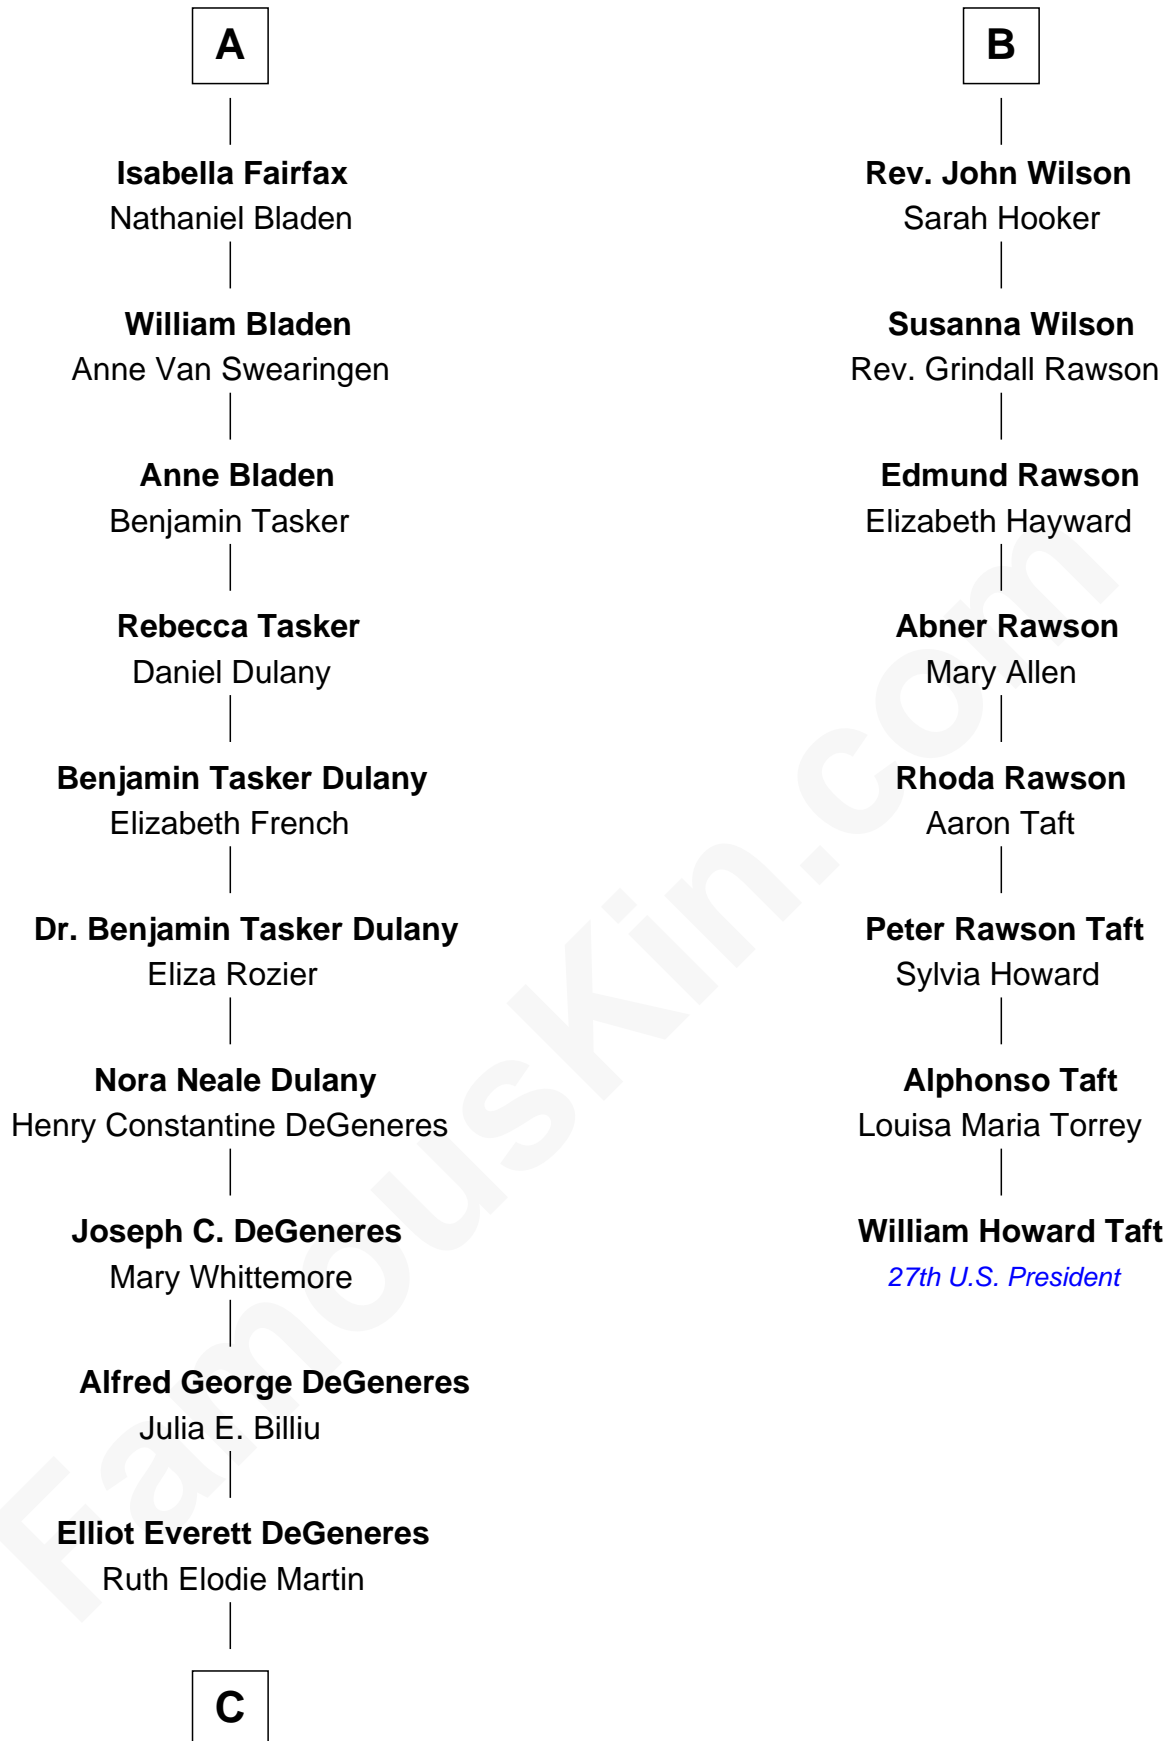 A
Isabella Fairfax
Nathaniel Bladen
William Bladen
Anne Van Swearingen
Anne Bladen
Benjamin Tasker
Rebecca Tasker
Daniel Dulany
Benjamin Tasker Dulany
Elizabeth French
Dr. Benjamin Tasker Dulany
Eliza Rozier
Nora Neale Dulany
Henry Constantine DeGeneres
Joseph C. DeGeneres
Mary Whittemore
Alfred George DeGeneres
Julia E. Billiu
Elliot Everett DeGeneres
Ruth Elodie Martin
C
B
Rev. John Wilson
Sarah Hooker
Susanna Wilson
Rev. Grindall Rawson
Edmund Rawson
Elizabeth Hayward
Abner Rawson
Mary Allen
Rhoda Rawson
Aaron Taft
Peter Rawson Taft
Sylvia Howard
Alphonso Taft
Louisa Maria Torrey
William Howard Taft
27th U.S. President
FamousKin.com